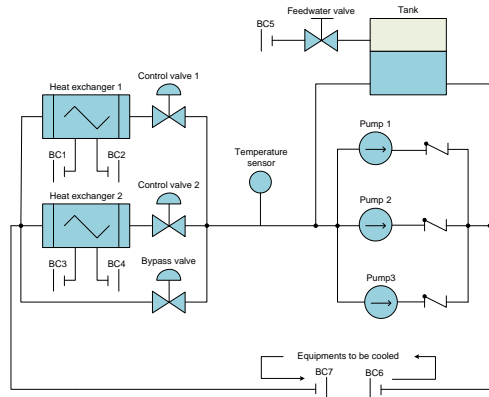 Feedwater valve
Tank
BC5
Heat exchanger 1
Control valve 1
BC1
BC2
Temperature
sensor
Pump 1
Heat exchanger 2
Control valve 2
Pump 2
BC3
BC4
Bypass valve
Pump3
Equipments to be cooled
BC7
BC6